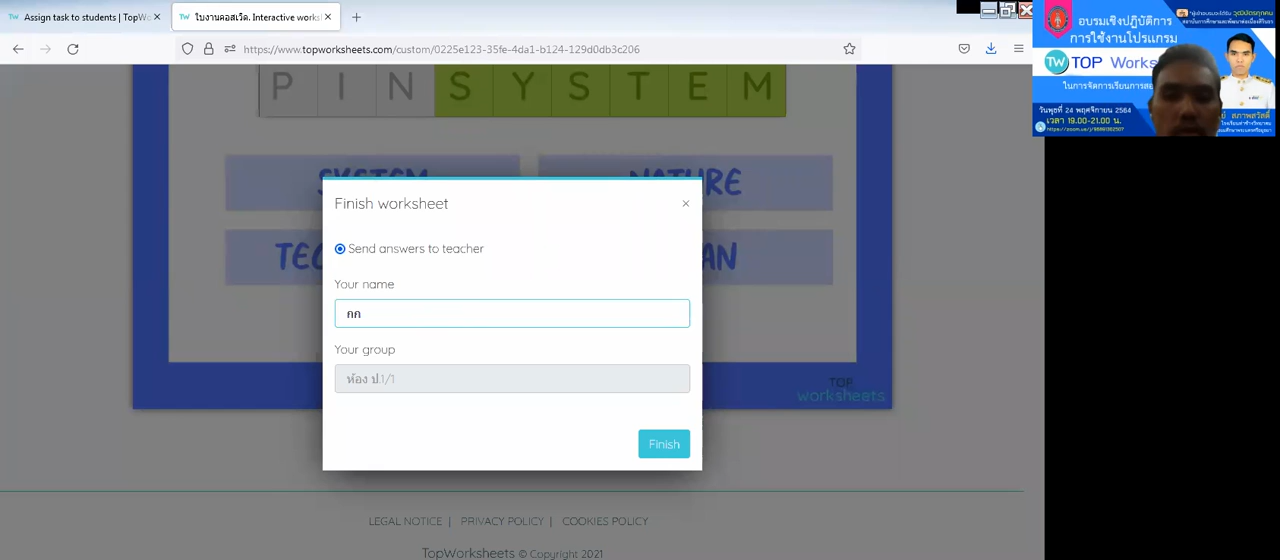 Assign task to students | TopWo
ใบงานคอสเวิด. Interactive works
https://www.topworksheets.com/custom/0225e123-35fe-4da1-b124-129d0db3c206
PINSYSTEM
SYSTEM
NATURE
TEC
AN
Finish worksheet
Send answers to teacher
Your name
กก
Your group
ห้อง ป.1/1
Finish
TOP
worksheets
LEGAL NOTICE | PRIVACY POLICY | COOKIES POLICY
TopWorksheets © Copyright 2021
อบรมเชิงปฏิบัติการ
การใช้งานโปรแกรม
TW TOP Works
ในการจัดการเรียนการสอ
วันพุธที่ 24 พฤศจิกายน 2564
เวลา 19.00-21.00 น.